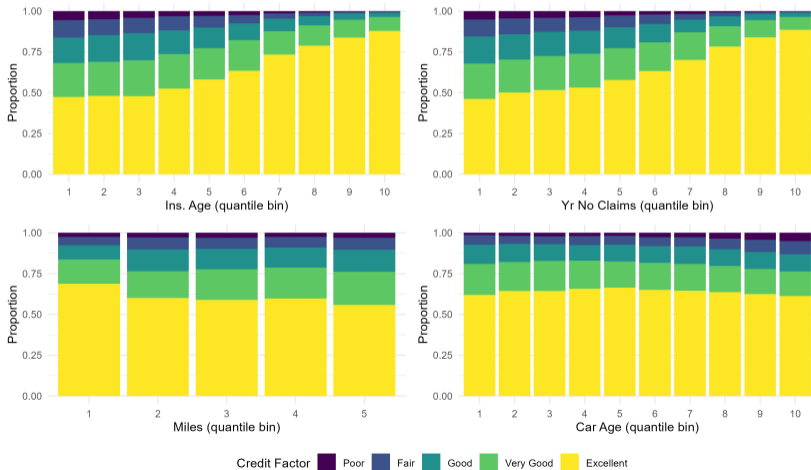 1.00
0.75
0.50
0.25
0.00
Proportion
1 2 3 4 5 6 7 8 9 10
Ins. Age (quantile bin)
1.00
0.75
0.50
0.25
0.00
Proportion
1 2 3 4 5 6 7 8 9 10
Yr No Claims (quantile bin)
1.00
0.75
0.50
0.25
0.00
Proportion
1 2 3 4 5
Miles (quantile bin)
1.00
0.75
0.50
0.25
0.00
Proportion
1 2 3 4 5 6 7 8 9 10
Car Age (quantile bin)
Credit Factor Poor Fair Good Very Good Excellent